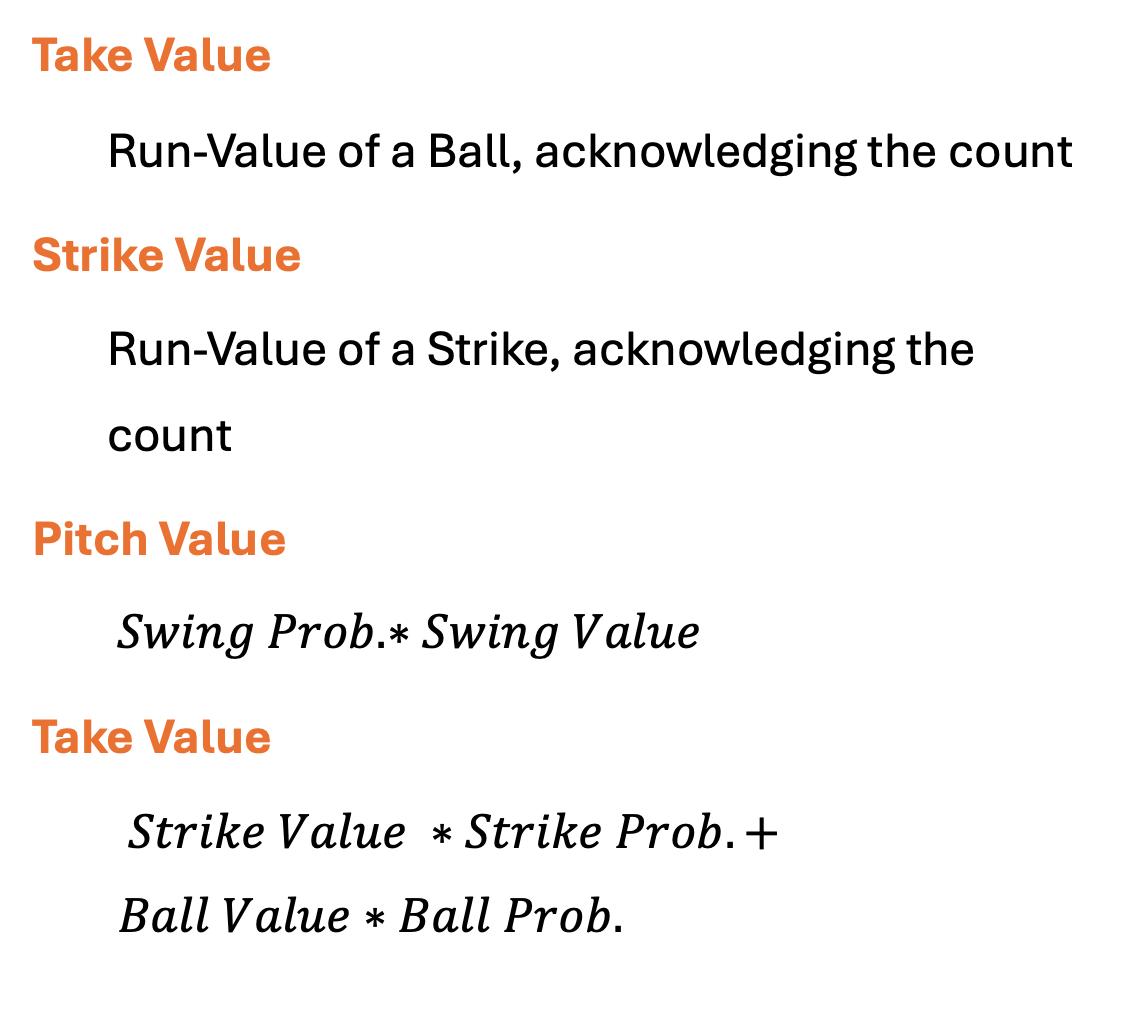 Take Value
Run-Value of a Ball, acknowledging the count
Strike Value
Run-Value of a Strike, acknowledging the
count
Pitch Value
Swing Prob.* Swing Value
Take Value
Strike Value * Strike Prob. +
Ball Value * Ball Prob.